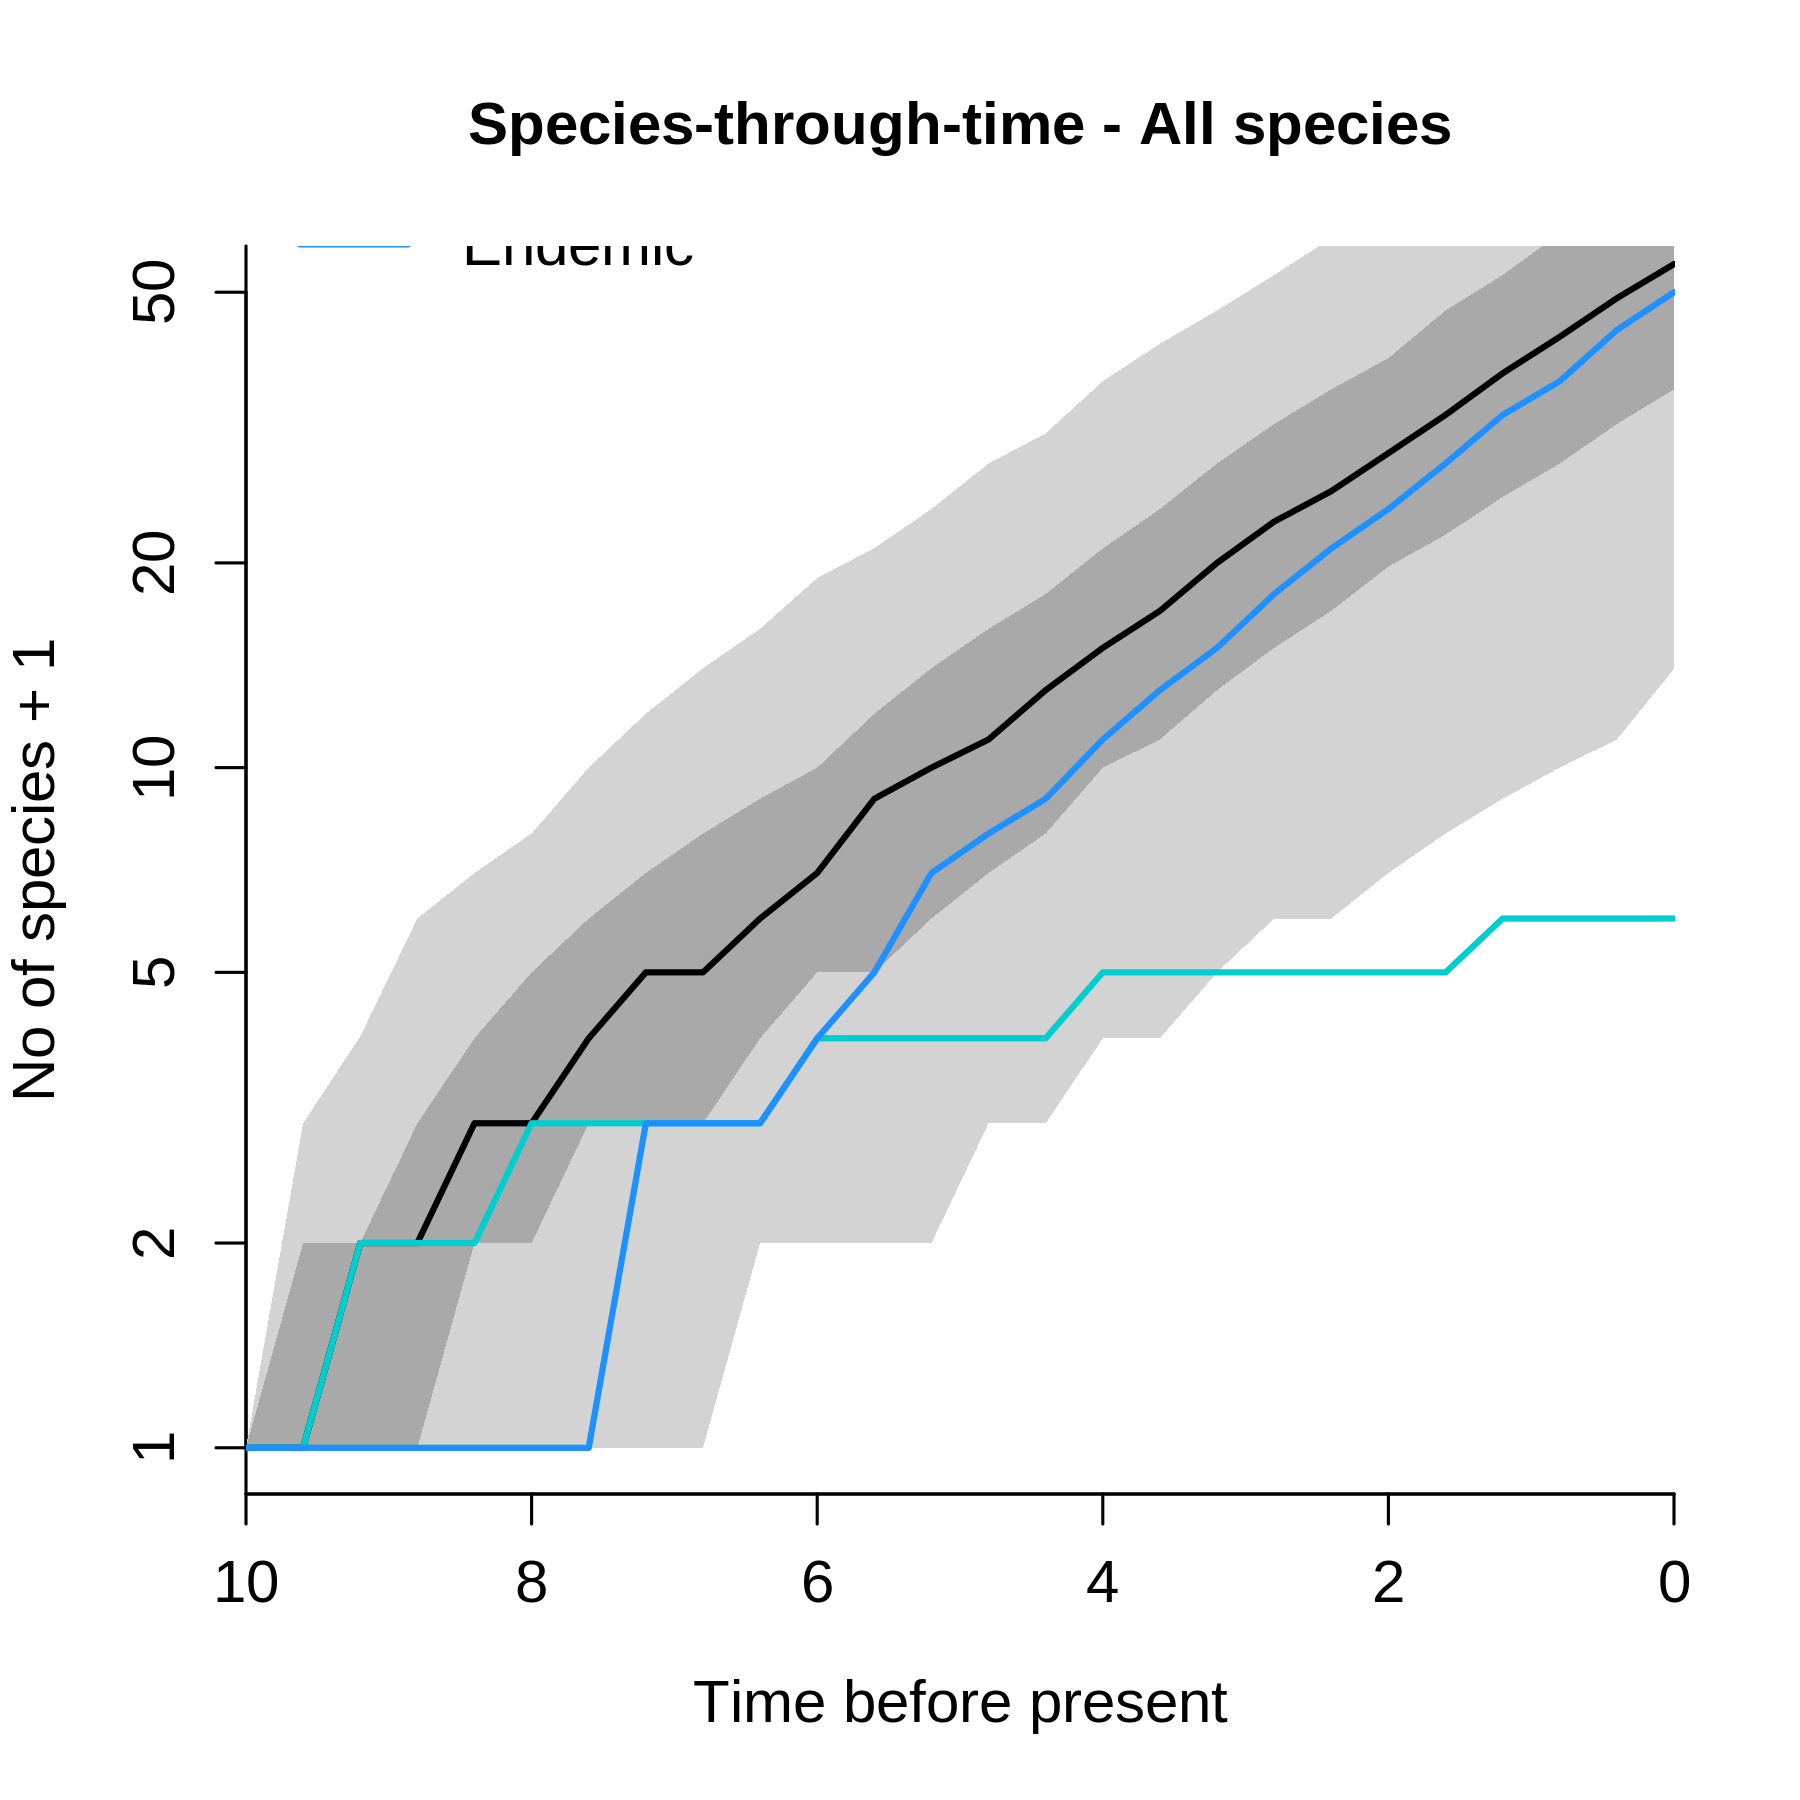 Species-through-time - All species
Endemic
50
20
10
5
2
1
No of species + 1
10 8 6 4 2 0
Time before present